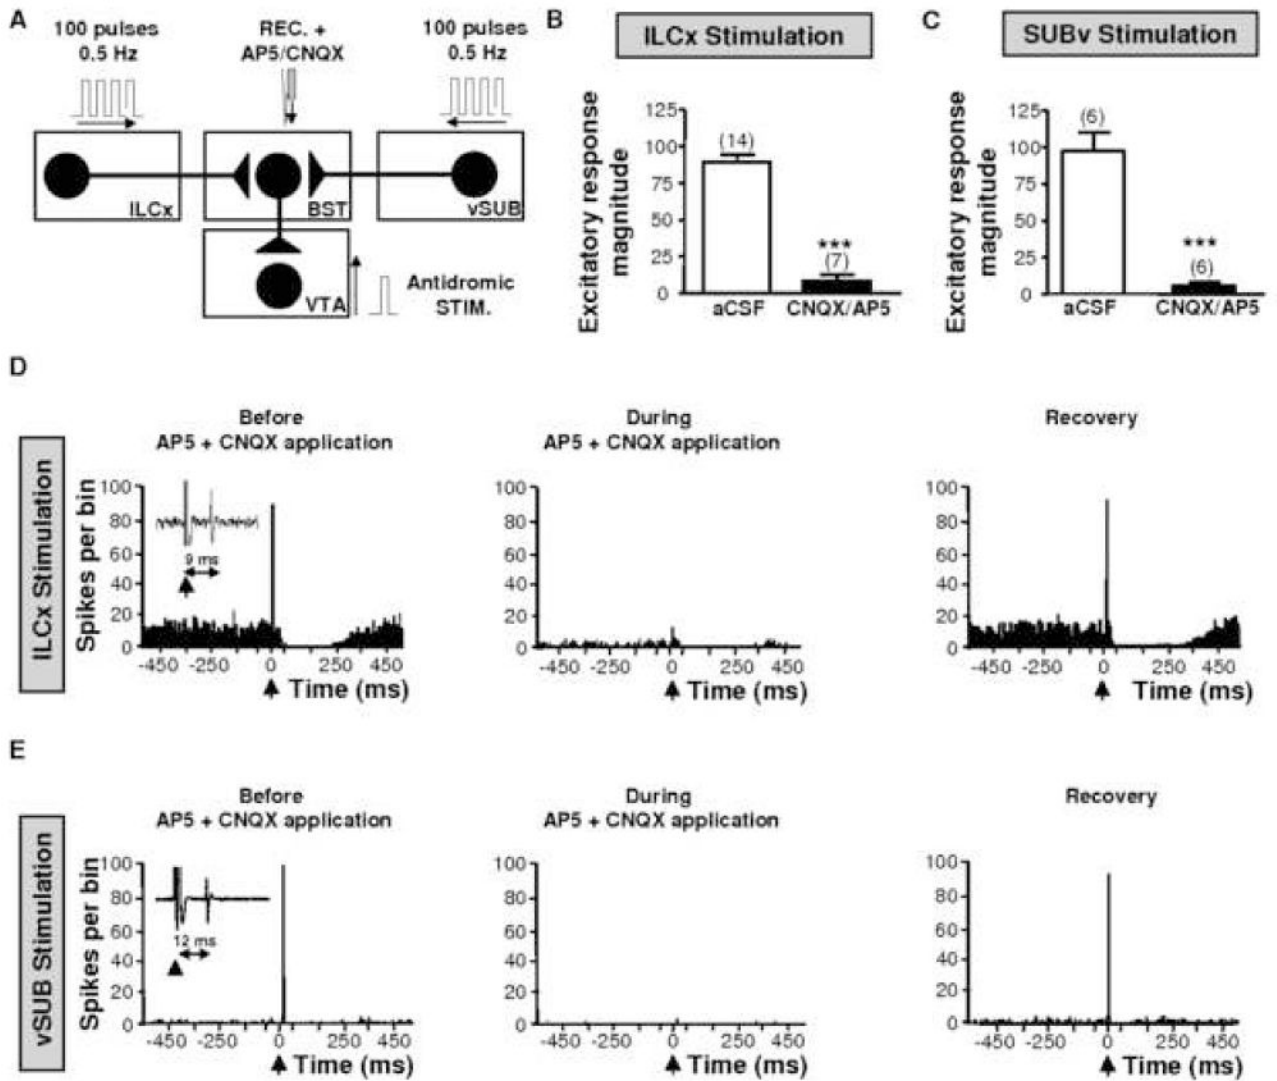 A
100 pulses
0.5 Hz
REC. +
AP5/CNQX
100 pulses
0.5 Hz
ILCx
BST
vSUB
VTA
Antidromic
STIM.
B
ILCx Stimulation
Excitatory response
magnitude
125
100
75
50
25
0
(14)
***
(7)
aCSF
CNQX/AP5
C
SUBv Stimulation
Excitatory response
magnitude
125
100
75
50
25
0
(6)
***
(6)
aCSF
CNQX/AP5
D
ILCx Stimulation
Before
AP5 + CNQX application
Spikes per bin
100
80
60
40
20
0
9 ms
-450 -250 0 250 450
Time (ms)
During
AP5 + CNQX application
100
80
60
40
20
0
-450 -250 0 250 450
Time (ms)
Recovery
100
80
60
40
20
0
-450 -250 0 250 450
Time (ms)
E
vSUB Stimulation
Before
AP5 + CNQX application
Spikes per bin
100
80
60
40
20
0
12 ms
-450 -250 0 250 450
Time (ms)
During
AP5 + CNQX application
100
80
60
40
20
0
-450 -250 0 250 450
Time (ms)
Recovery
100
80
60
40
20
0
-450 -250 0 250 450
Time (ms)